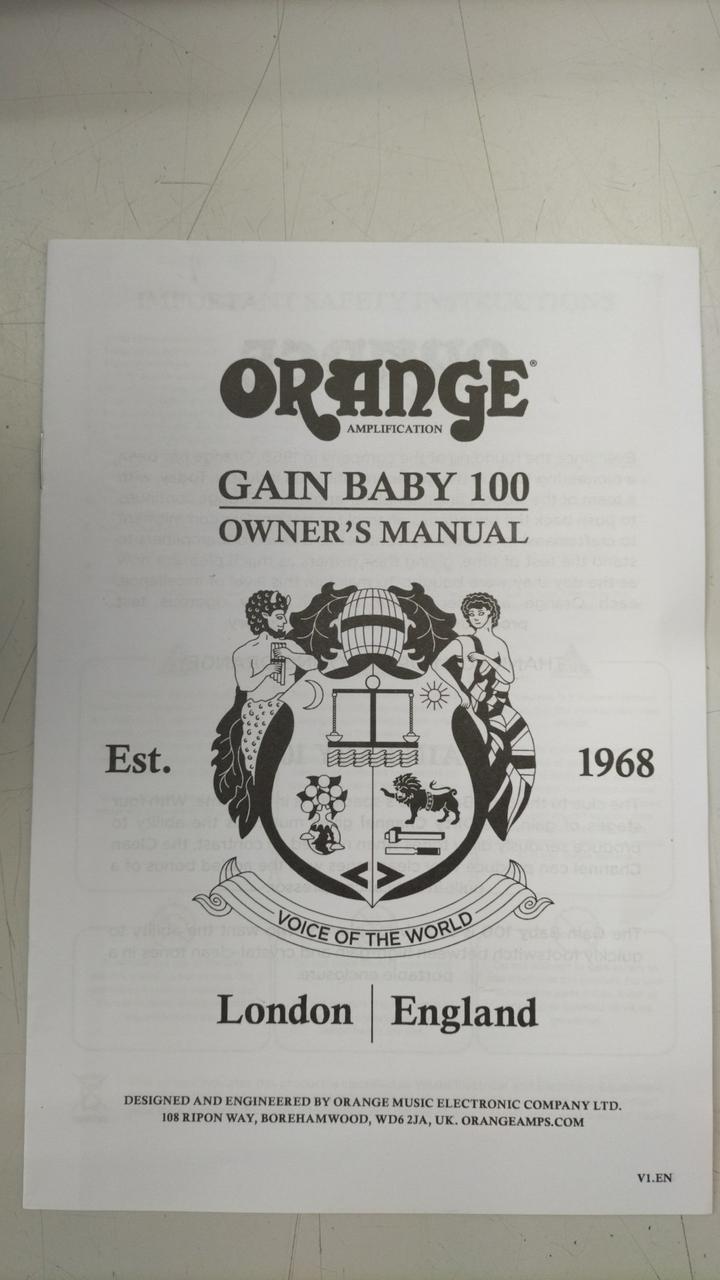 ORANGE®
AMPLIFICATION
GAIN BABY 100
OWNER'S MANUAL
Est.
1968
VOICE OF THE WORLD
London | England
DESIGNED AND ENGINEERED BY ORANGE MUSIC ELECTRONIC COMPANY LTD.
108 RIPON WAY, BOREHAMWOOD, WD6 2JA, UK. ORANGEAMPS.COM
V1.EN